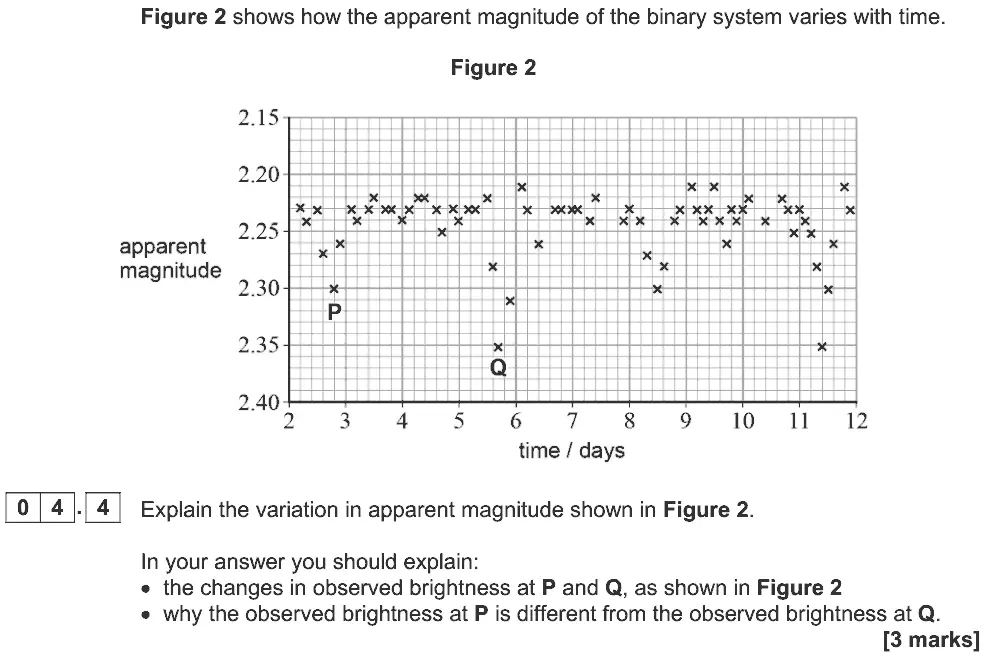 Figure 2 shows how the apparent magnitude of the binary system varies with time.
Figure 2
2.15
2.20
2.25
apparent
magnitude
2.30
P
2.35
Q
2.40
2 3 4 5 6 7 8 9 10 11 12
time / days
0 4 . 4 Explain the variation in apparent magnitude shown in Figure 2.
In your answer you should explain:
• the changes in observed brightness at P and Q, as shown in Figure 2
• why the observed brightness at P is different from the observed brightness at Q.
[3 marks]